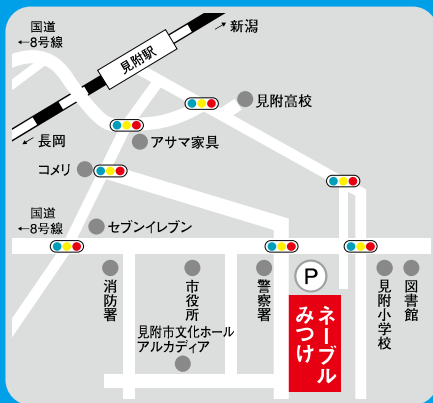 国道
←8号線
→新潟
見附駅
見附高校
←長岡
アサマ家具
コメリ
国道
←8号線
セブンイレブン
消防署
市役所
警察署
P
見附小学校
図書館
ネーブル
みつけ
見附市文化ホール
アルカディア